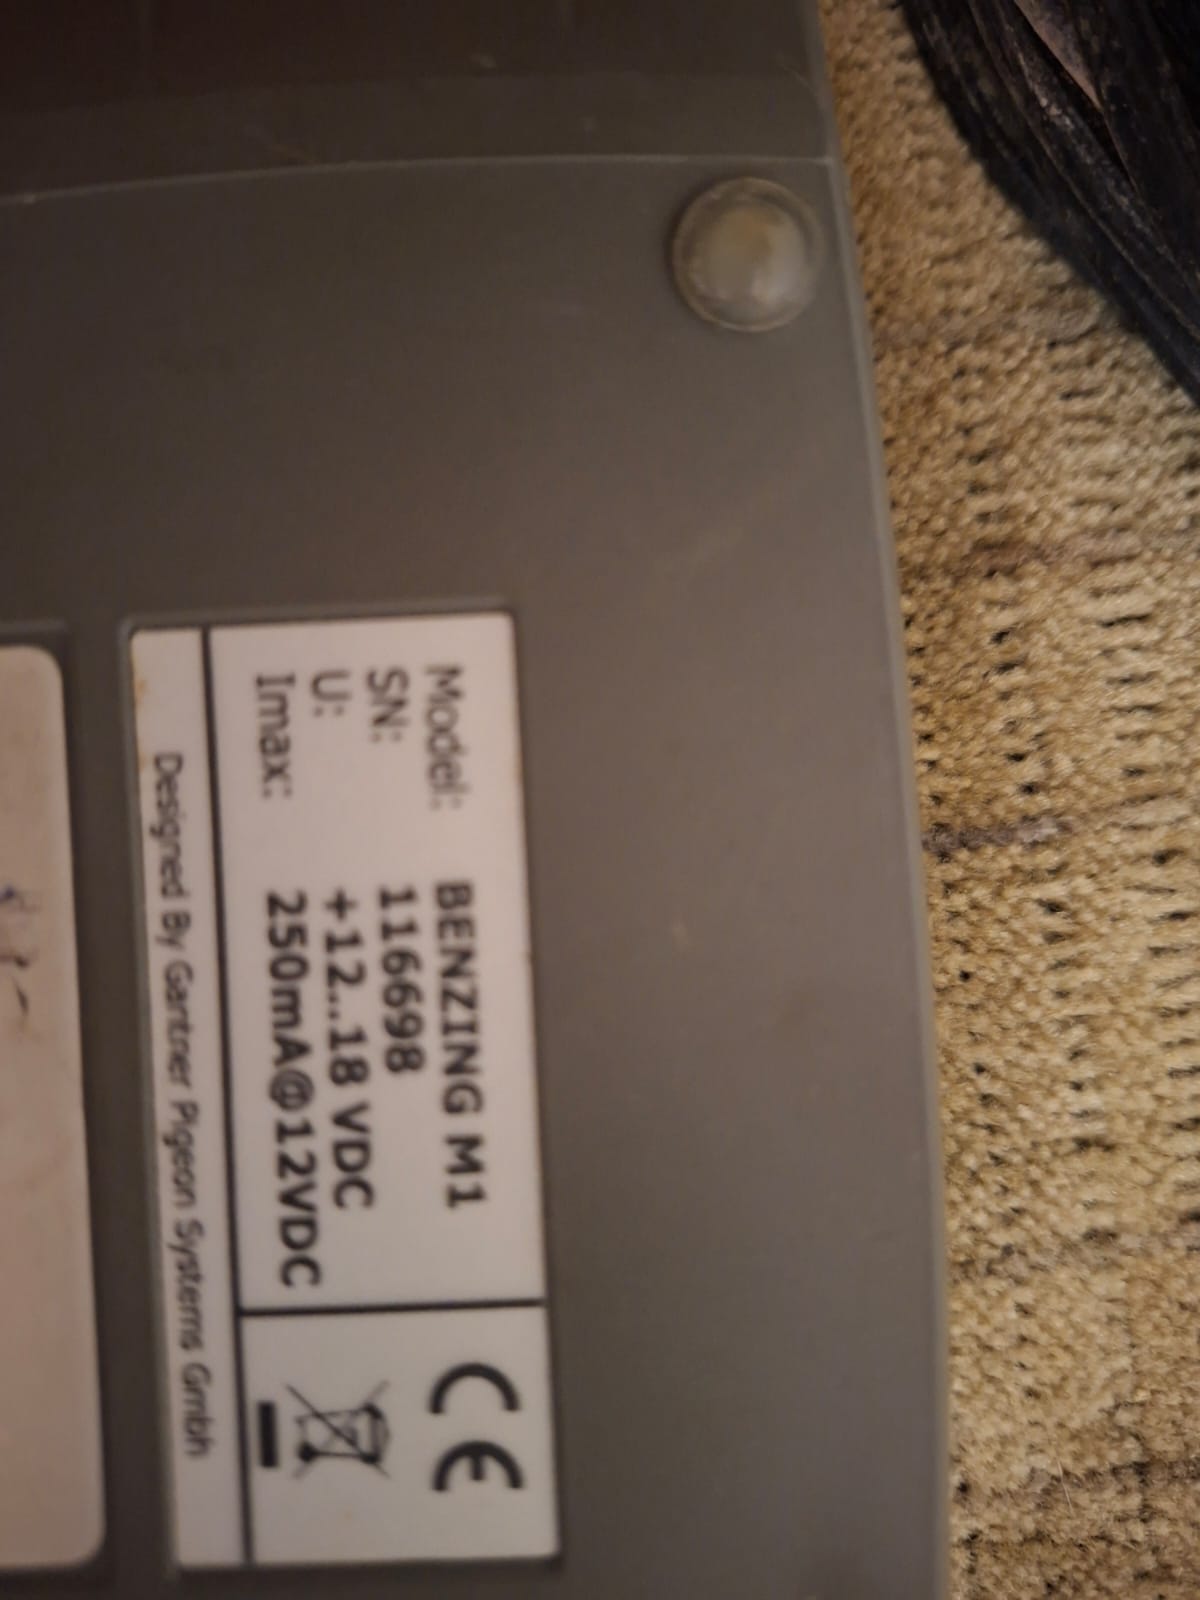 Model: BENZING M1
SN: 116698
U: +12..18 VDC
Imax: 250mA@12VDC
CE
Designed By Gantner Pigeon Systems Gmbh